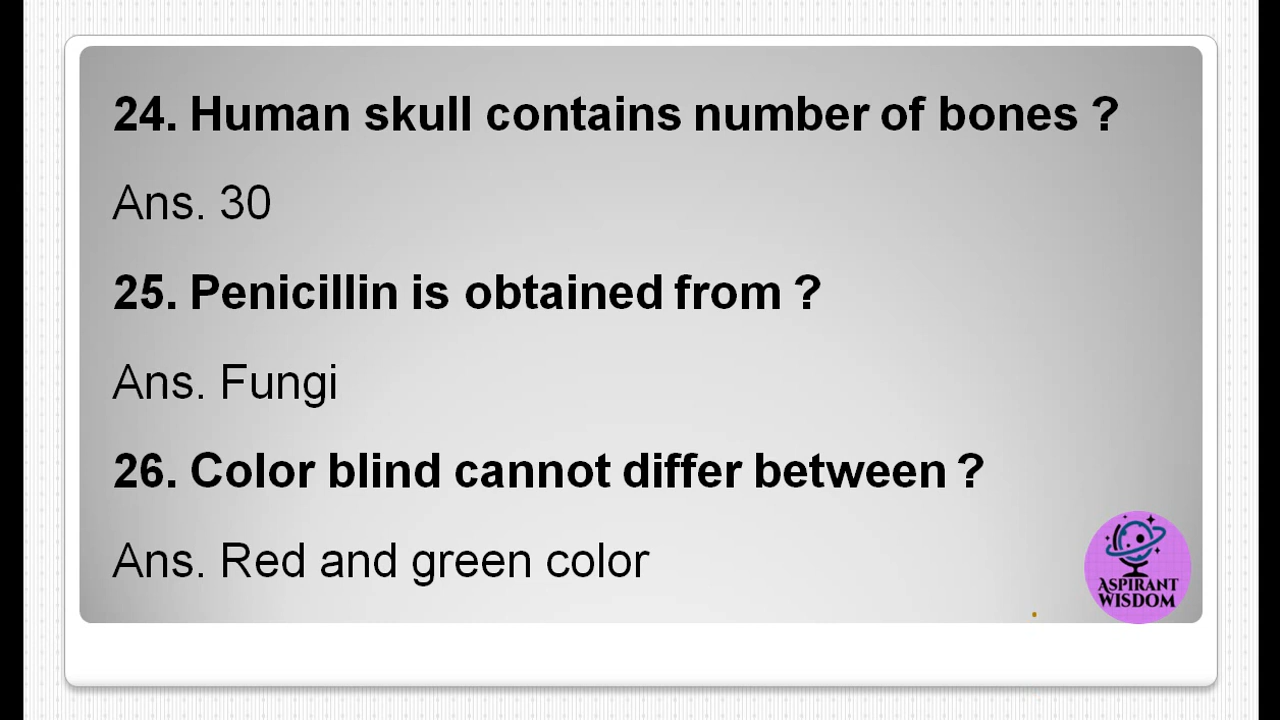 24. Human skull contains number of bones ?
Ans. 30
25. Penicillin is obtained from ?
Ans. Fungi
26. Color blind cannot differ between ?
Ans. Red and green color
ASPIRANT
WISDOM